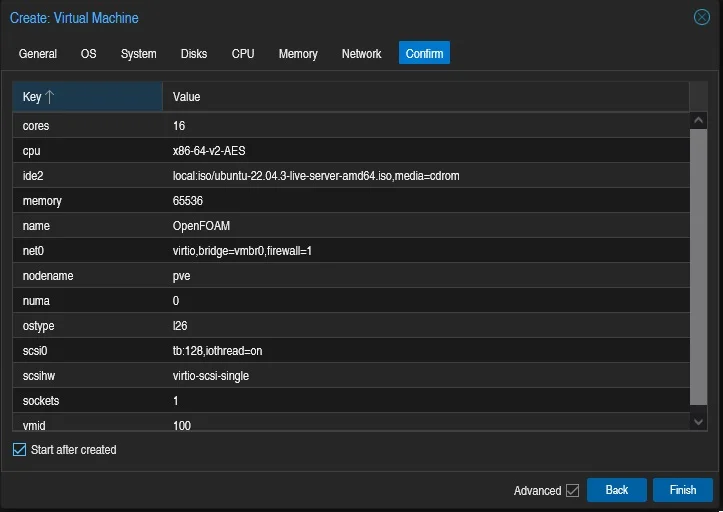 Create: Virtual Machine
General OS System Disks CPU Memory Network Confirm
Key Value
cores 16
cpu x86-64-v2-AES
ide2 local:iso/ubuntu-22.04.3-live-server-amd64.iso,media=cdrom
memory 65536
name OpenFOAM
net0 virtio,bridge=vmbr0,firewall=1
nodename pve
numa 0
ostype l26
scsi0 tb:128,iothread=on
scsihw virtio-scsi-single
sockets 1
vmid 100
Start after created
Advanced Back Finish